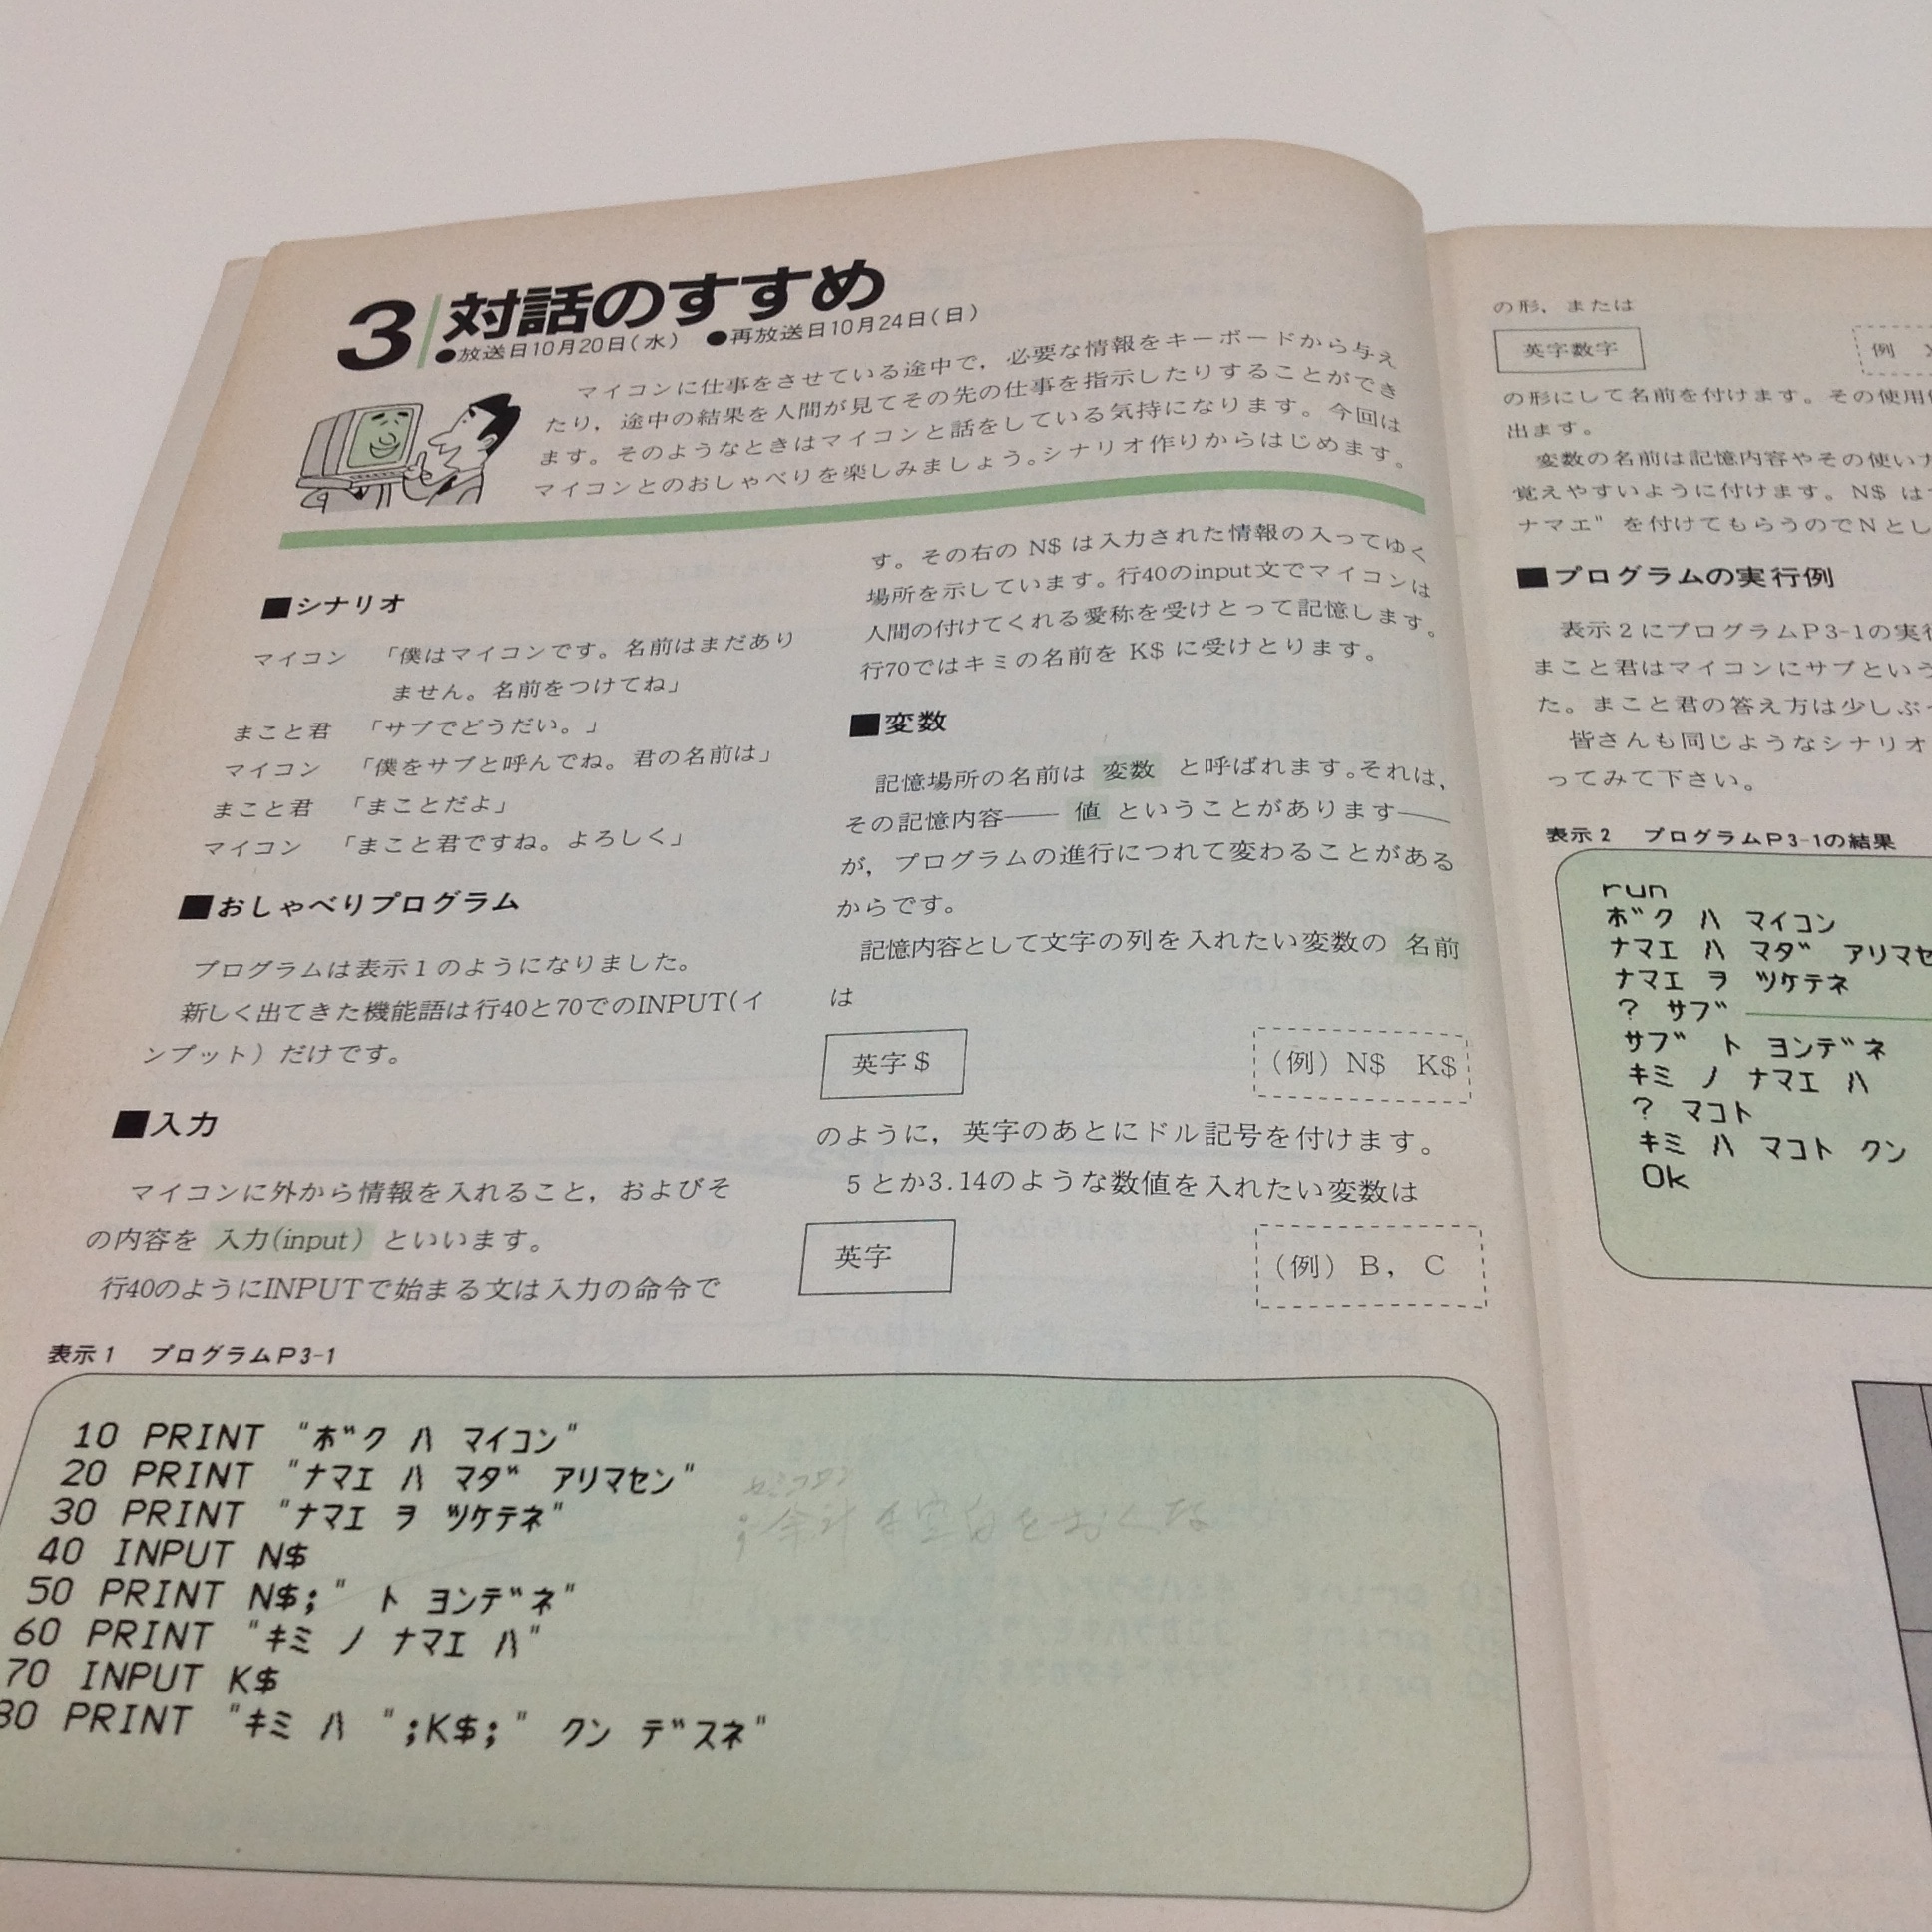 3 対話のすすめ
●放送日10月20日(水) ●再放送日10月24日(日)
マイコンに仕事をさせている途中で，必要な情報をキーボードから与え
たり，途中の結果を人間が見てその先の仕事を指示したりすることができ
ます。そのようなときはマイコンと話をしている気持になります。今回は
マイコンとのおしゃべりを楽しみましょう。シナリオ作りからはじめます。
■シナリオ
マイコン 「僕はマイコンです。名前はまだあり
ません。名前をつけてね」
まこと君 「サブでどうだい。」
マイコン 「僕をサブと呼んでね。君の名前は」
まこと君 「まことだよ」
マイコン 「まこと君ですね。よろしく」
■おしゃべりプログラム
プログラムは表示1のようになりました。
新しく出てきた機能語は行40と70でのINPUT(イ
ンプット）だけです。
■入力
マイコンに外から情報を入れること，およびそ
の内容を 入力(input) といいます。
行40のようにINPUTで始まる文は入力の命令で
す。その右の N$ は入力された情報の入ってゆく
場所を示しています。行40のinput文でマイコンは
人間の付けてくれる愛称を受けとって記憶します。
行70ではキミの名前を K$ に受けとります。
■変数
記憶場所の名前は 変数 と呼ばれます。それは，
その記憶内容—— 値 ということがあります——
が，プログラムの進行につれて変わることがある
からです。
記憶内容として文字の列を入れたい変数の 名前
は
英字$ （例）N$ K$
のように，英字のあとにドル記号を付けます。
5とか3.14のような数値を入れたい変数は
英字 （例）B， C
表示1 プログラムP3-1
10 PRINT "ボク ハ マイコン"
20 PRINT "ナマエ ハ マダ アリマセン"
30 PRINT "ナマエ ヲ ツケテネ"
40 INPUT N$
50 PRINT N$;" ト ヨンデネ"
60 PRINT "キミ ノ ナマエ ハ"
70 INPUT K$
80 PRINT "キミ ハ ";K$;" クン デスネ"
の形，または
英字数字 例
の形にして名前を付けます。その使用
出ます。
変数の名前は記憶内容やその使い
覚えやすいように付けます。N$ は
ナマエ" を付けてもらうのでNとし
■プログラムの実行例
表示2にプログラムP3-1の実
まこと君はマイコンにサブという
た。まこと君の答え方は少しぶ
皆さんも同じようなシナリオ
ってみて下さい。
表示2 プログラムP3-1の結果
run
ボク ハ マイコン
ナマエ ハ マダ アリマセ
ナマエ ヲ ツケテネ
? サブ
サブ ト ヨンデネ
キミ ノ ナマエ ハ
? マコト
キミ ハ マコト クン
Ok